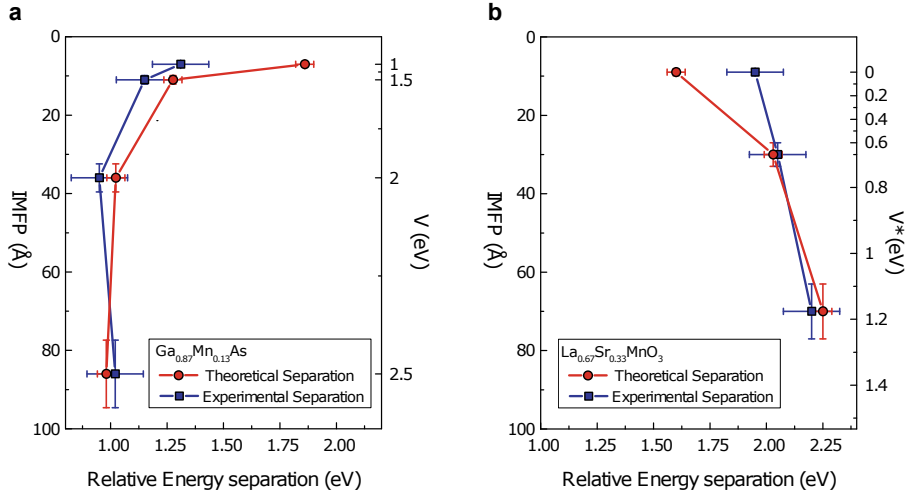 a
b
0
20
40
60
80
100
IMFP (Å)
1.00
1.25
1.50
1.75
2.00
Relative Energy separation (eV)
1
1.5
2
2.5
V (eV)
Ga0.87Mn0.13As
Theoretical Separation
Experimental Separation
0
20
40
60
80
100
IMFP (Å)
1.00
1.25
1.50
1.75
2.00
2.25
Relative Energy separation (eV)
0
0.2
0.4
0.6
0.8
1
1.2
1.4
V*(eV)
La0.67Sr0.33MnO3
Theoretical Separation
Experimental Separation